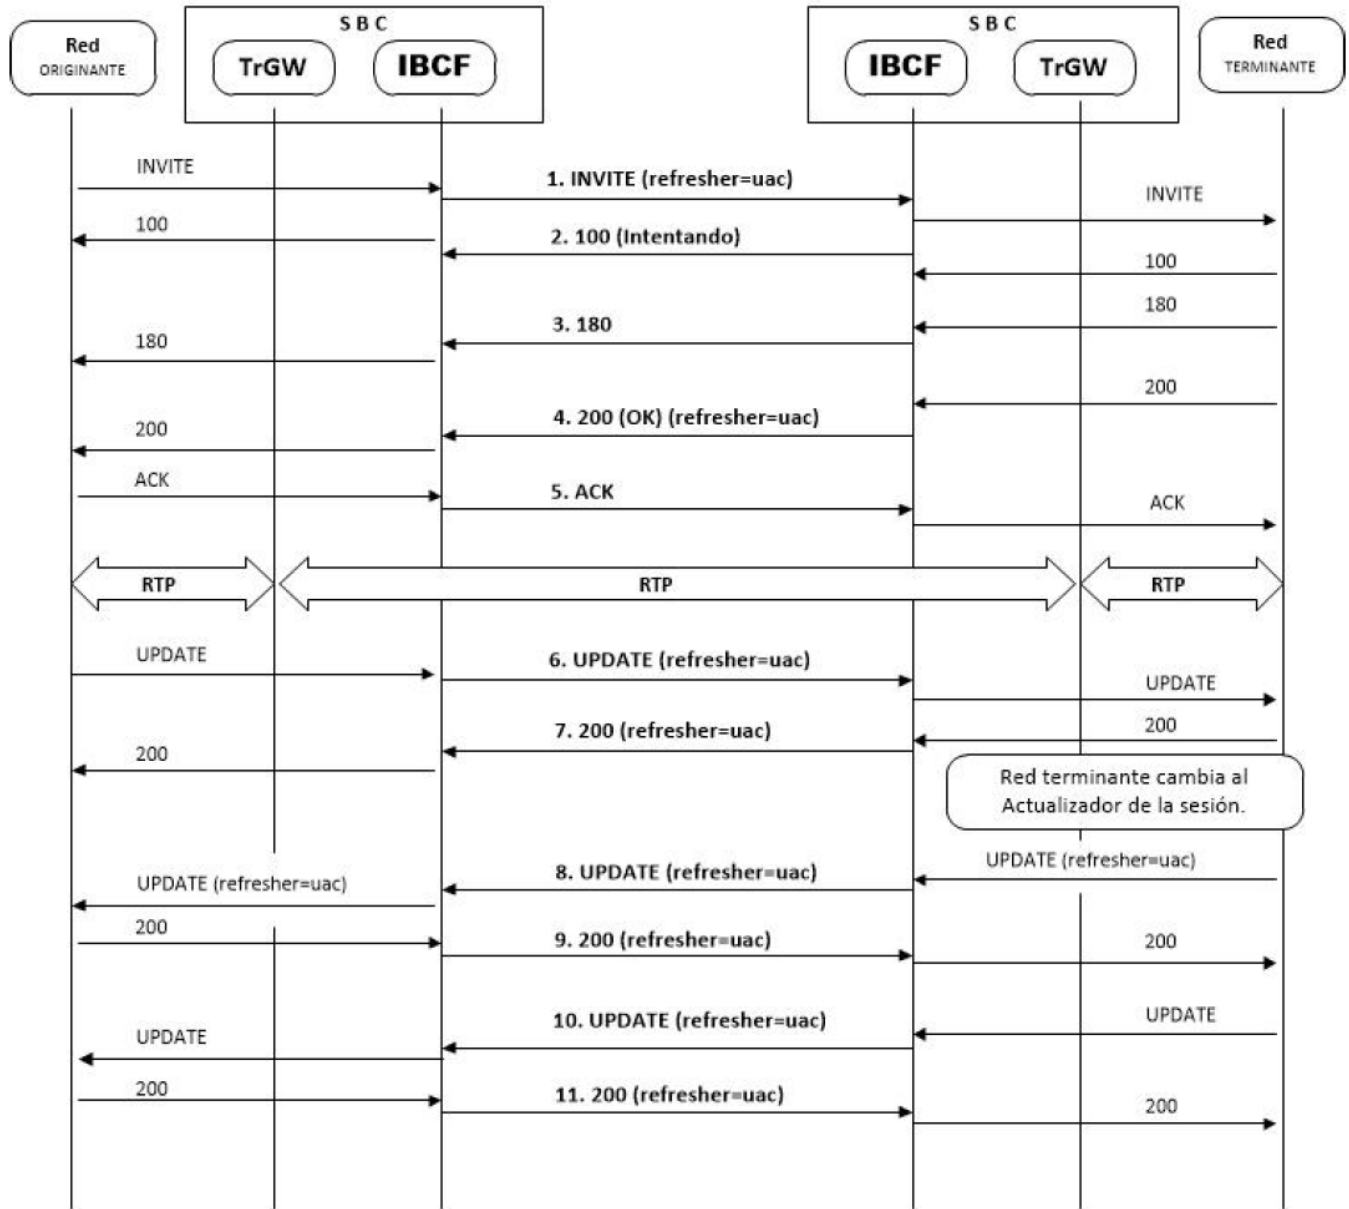 S B C
S B C
Red
ORIGINANTE
TrGW
IBCF
IBCF
TrGW
Red
TERMINANTE
INVITE
1. INVITE (refresher=uac)
INVITE
100
2. 100 (Intentando)
100
180
3. 180
180
200
4. 200 (OK) (refresher=uac)
200
ACK
5. ACK
ACK
RTP
RTP
RTP
UPDATE
6. UPDATE (refresher=uac)
UPDATE
7. 200 (refresher=uac)
200
200
Red terminante cambia al
Actualizador de la sesión.
UPDATE (refresher=uac)
8. UPDATE (refresher=uac)
UPDATE (refresher=uac)
200
9. 200 (refresher=uac)
200
10. UPDATE (refresher=uac)
UPDATE
UPDATE
200
11. 200 (refresher=uac)
200